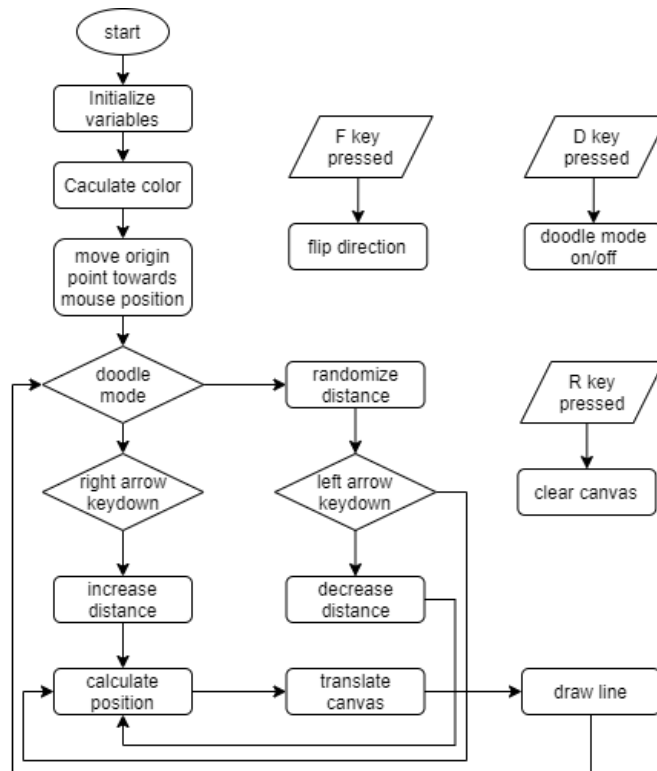 start
Initialize
variables
Caculate color
move origin
point towards
mouse position
F key
pressed
flip direction
D key
pressed
doodle mode
on/off
doodle
mode
randomize
distance
R key
pressed
clear canvas
right arrow
keydown
left arrow
keydown
increase
distance
decrease
distance
calculate
position
translate
canvas
draw line